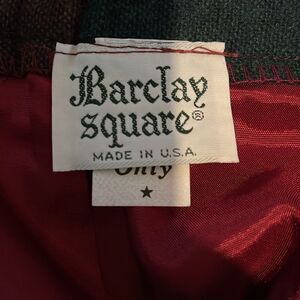 Barclay
square®
MADE IN U.S.A.
Only
★